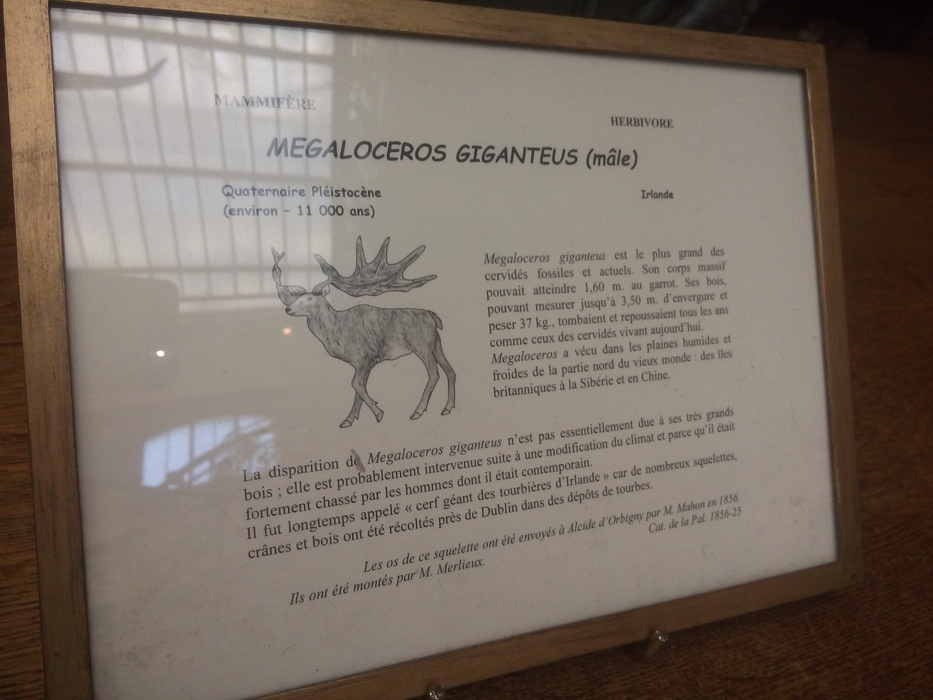 MAMMIFÈRE
HERBIVORE
MEGALOCEROS GIGANTEUS (mâle)
Quaternaire Pléistocène
(environ - 11 000 ans)
Irlande
Megaloceros giganteus est le plus grand des
cervidés fossiles et actuels. Son corps massif
pouvait atteindre 1,60 m. au garrot. Ses bois,
pouvant mesurer jusqu'à 3,50 m. d'envergure et
peser 37 kg., tombaient et repoussaient tous les ans
comme ceux des cervidés vivant aujourd'hui.
Megaloceros a vécu dans les plaines humides et
froides de la partie nord du vieux monde : des îles
britanniques à la Sibérie et en Chine.
La disparition de Megaloceros giganteus n'est pas essentiellement due à ses très grands
bois ; elle est probablement intervenue suite à une modification du climat et parce qu'il était
fortement chassé par les hommes dont il était contemporain.
Il fut longtemps appelé « cerf géant des tourbières d'Irlande » car de nombreux squelettes,
crânes et bois ont été récoltés près de Dublin dans des dépôts de tourbes.
Les os de ce squelette ont été envoyés à Alcide d'Orbigny par M. Mahon en 1856.
Cat. de la Pal. 1856-25
Ils ont été montés par M. Merlieux.